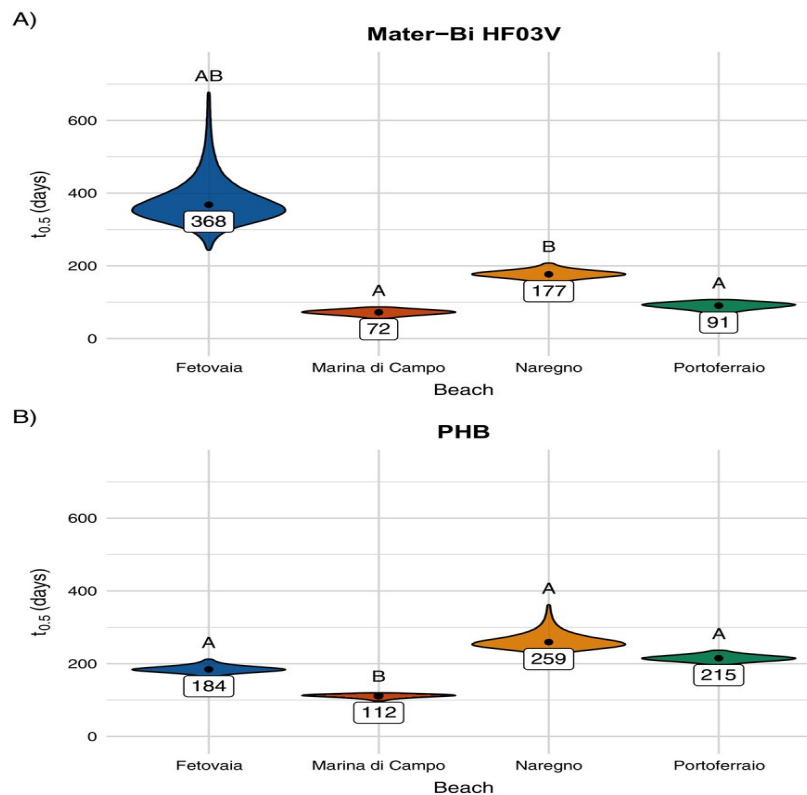 A)
Mater−Bi HF03V
t0.5 (days)
600
400
200
0
AB
368
A
72
B
177
A
91
Fetovaia Marina di Campo Naregno Portoferraio
Beach
B)
PHB
t0.5 (days)
600
400
200
0
A
184
B
112
A
259
A
215
Fetovaia Marina di Campo Naregno Portoferraio
Beach